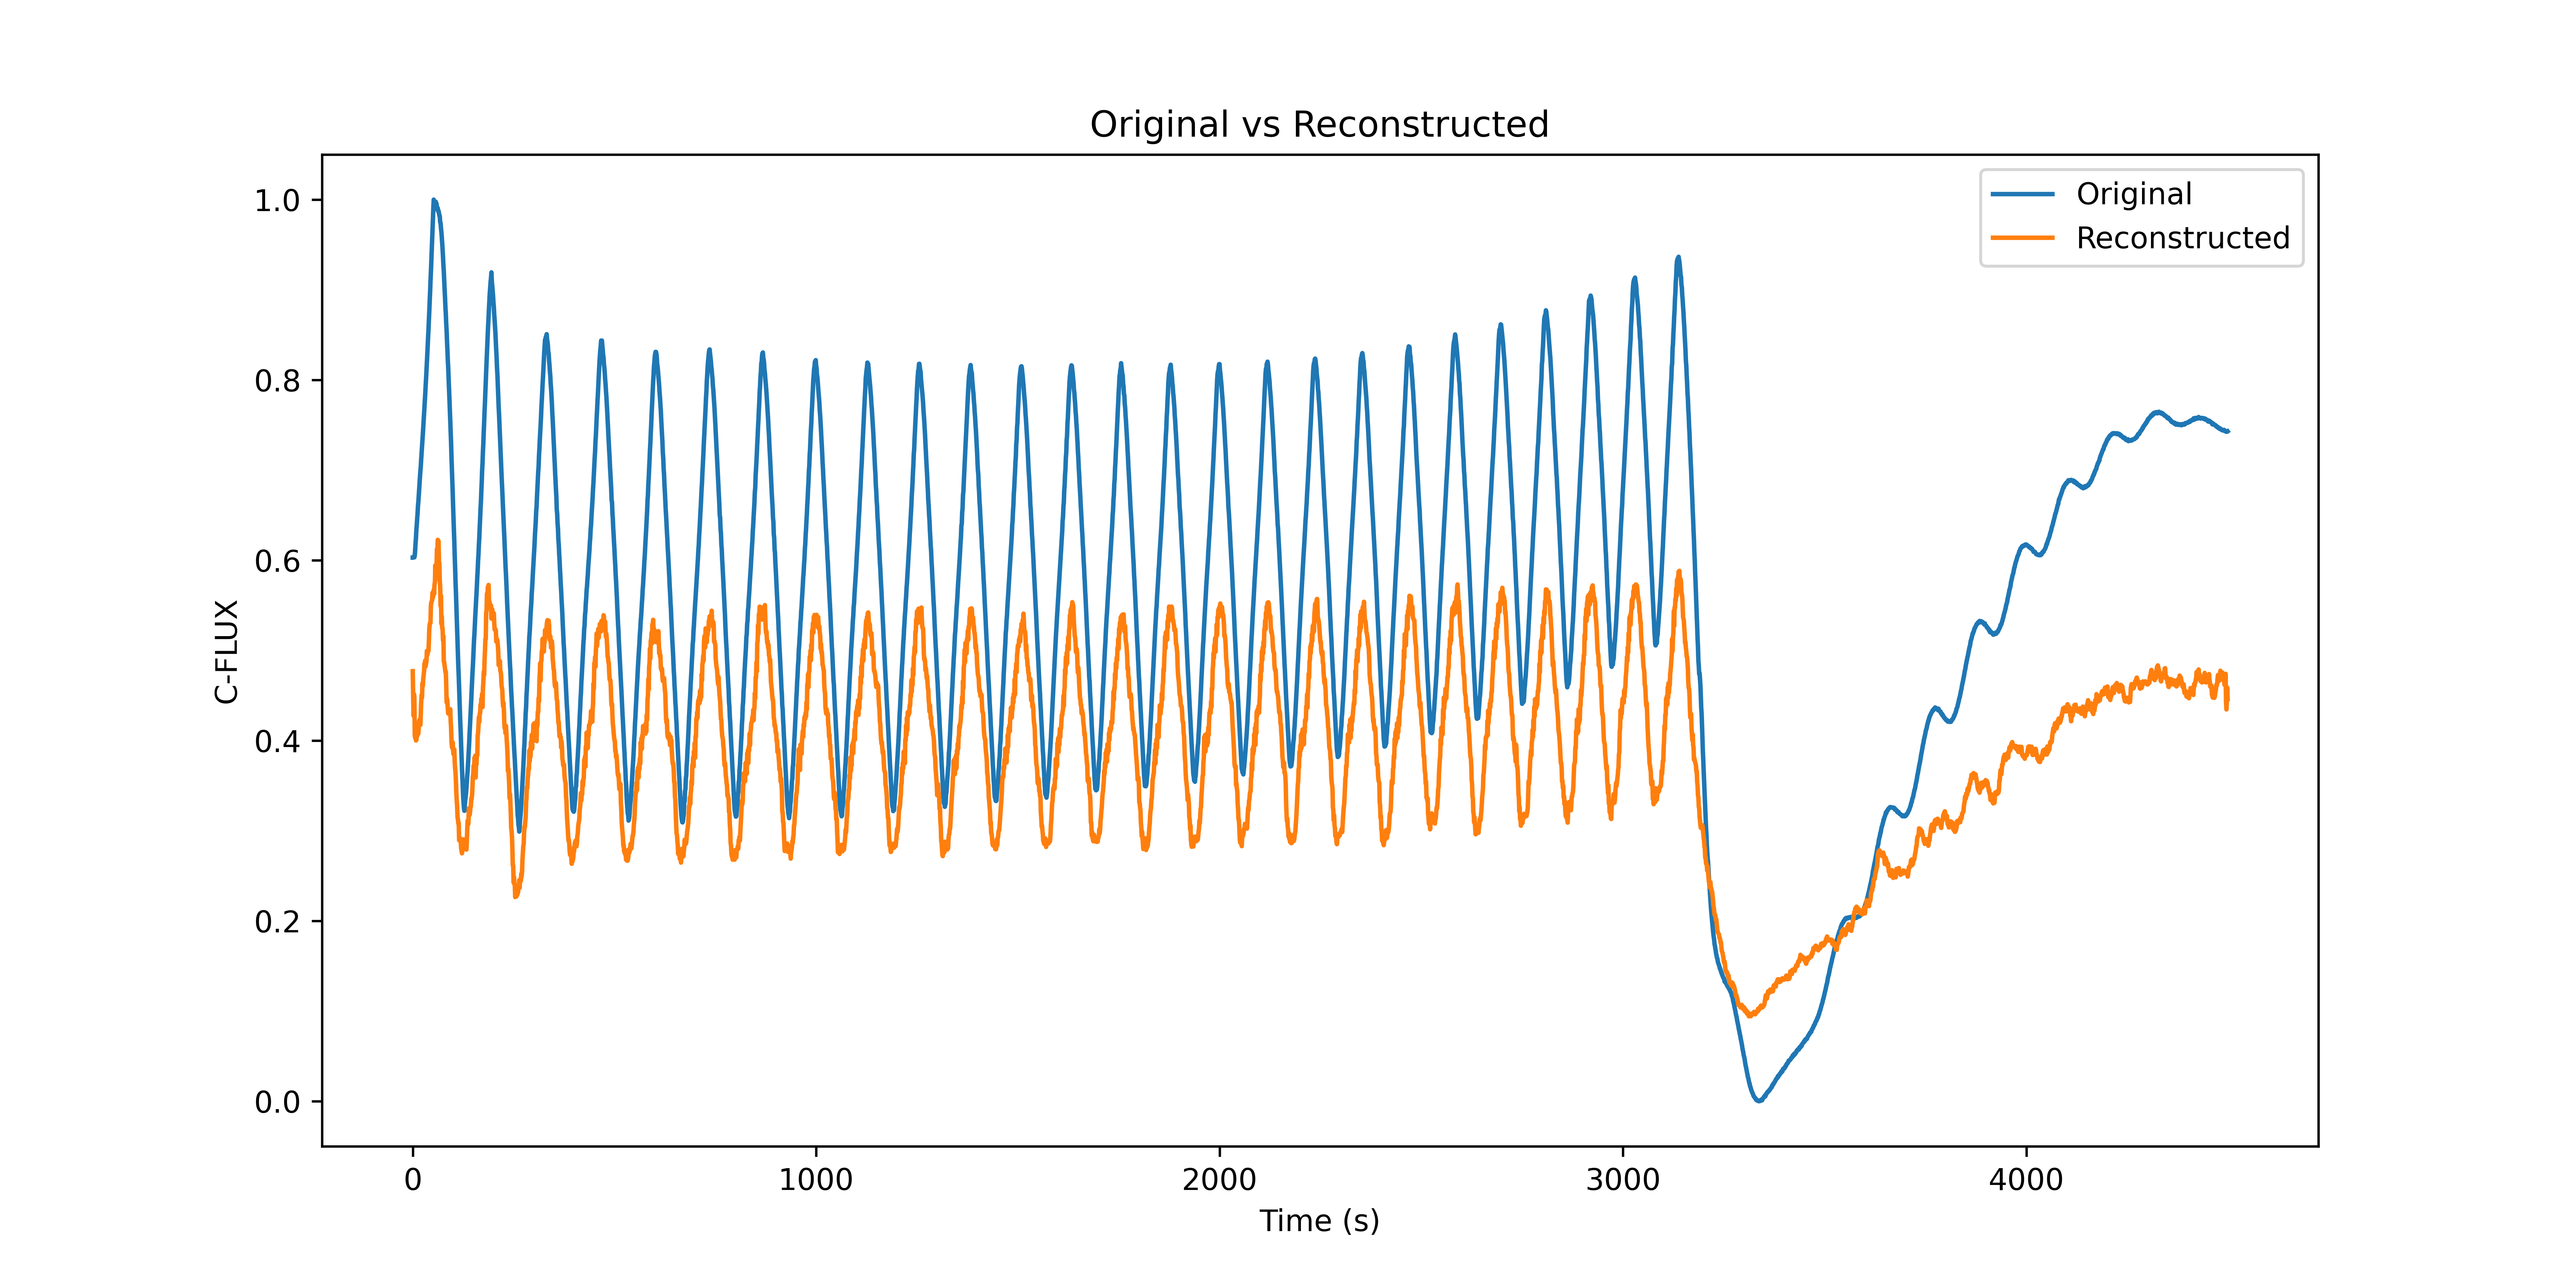 Original vs Reconstructed
Original
Reconstructed
1.0
0.8
0.6
0.4
0.2
0.0
C-FLUX
0
1000
2000
3000
4000
Time (s)